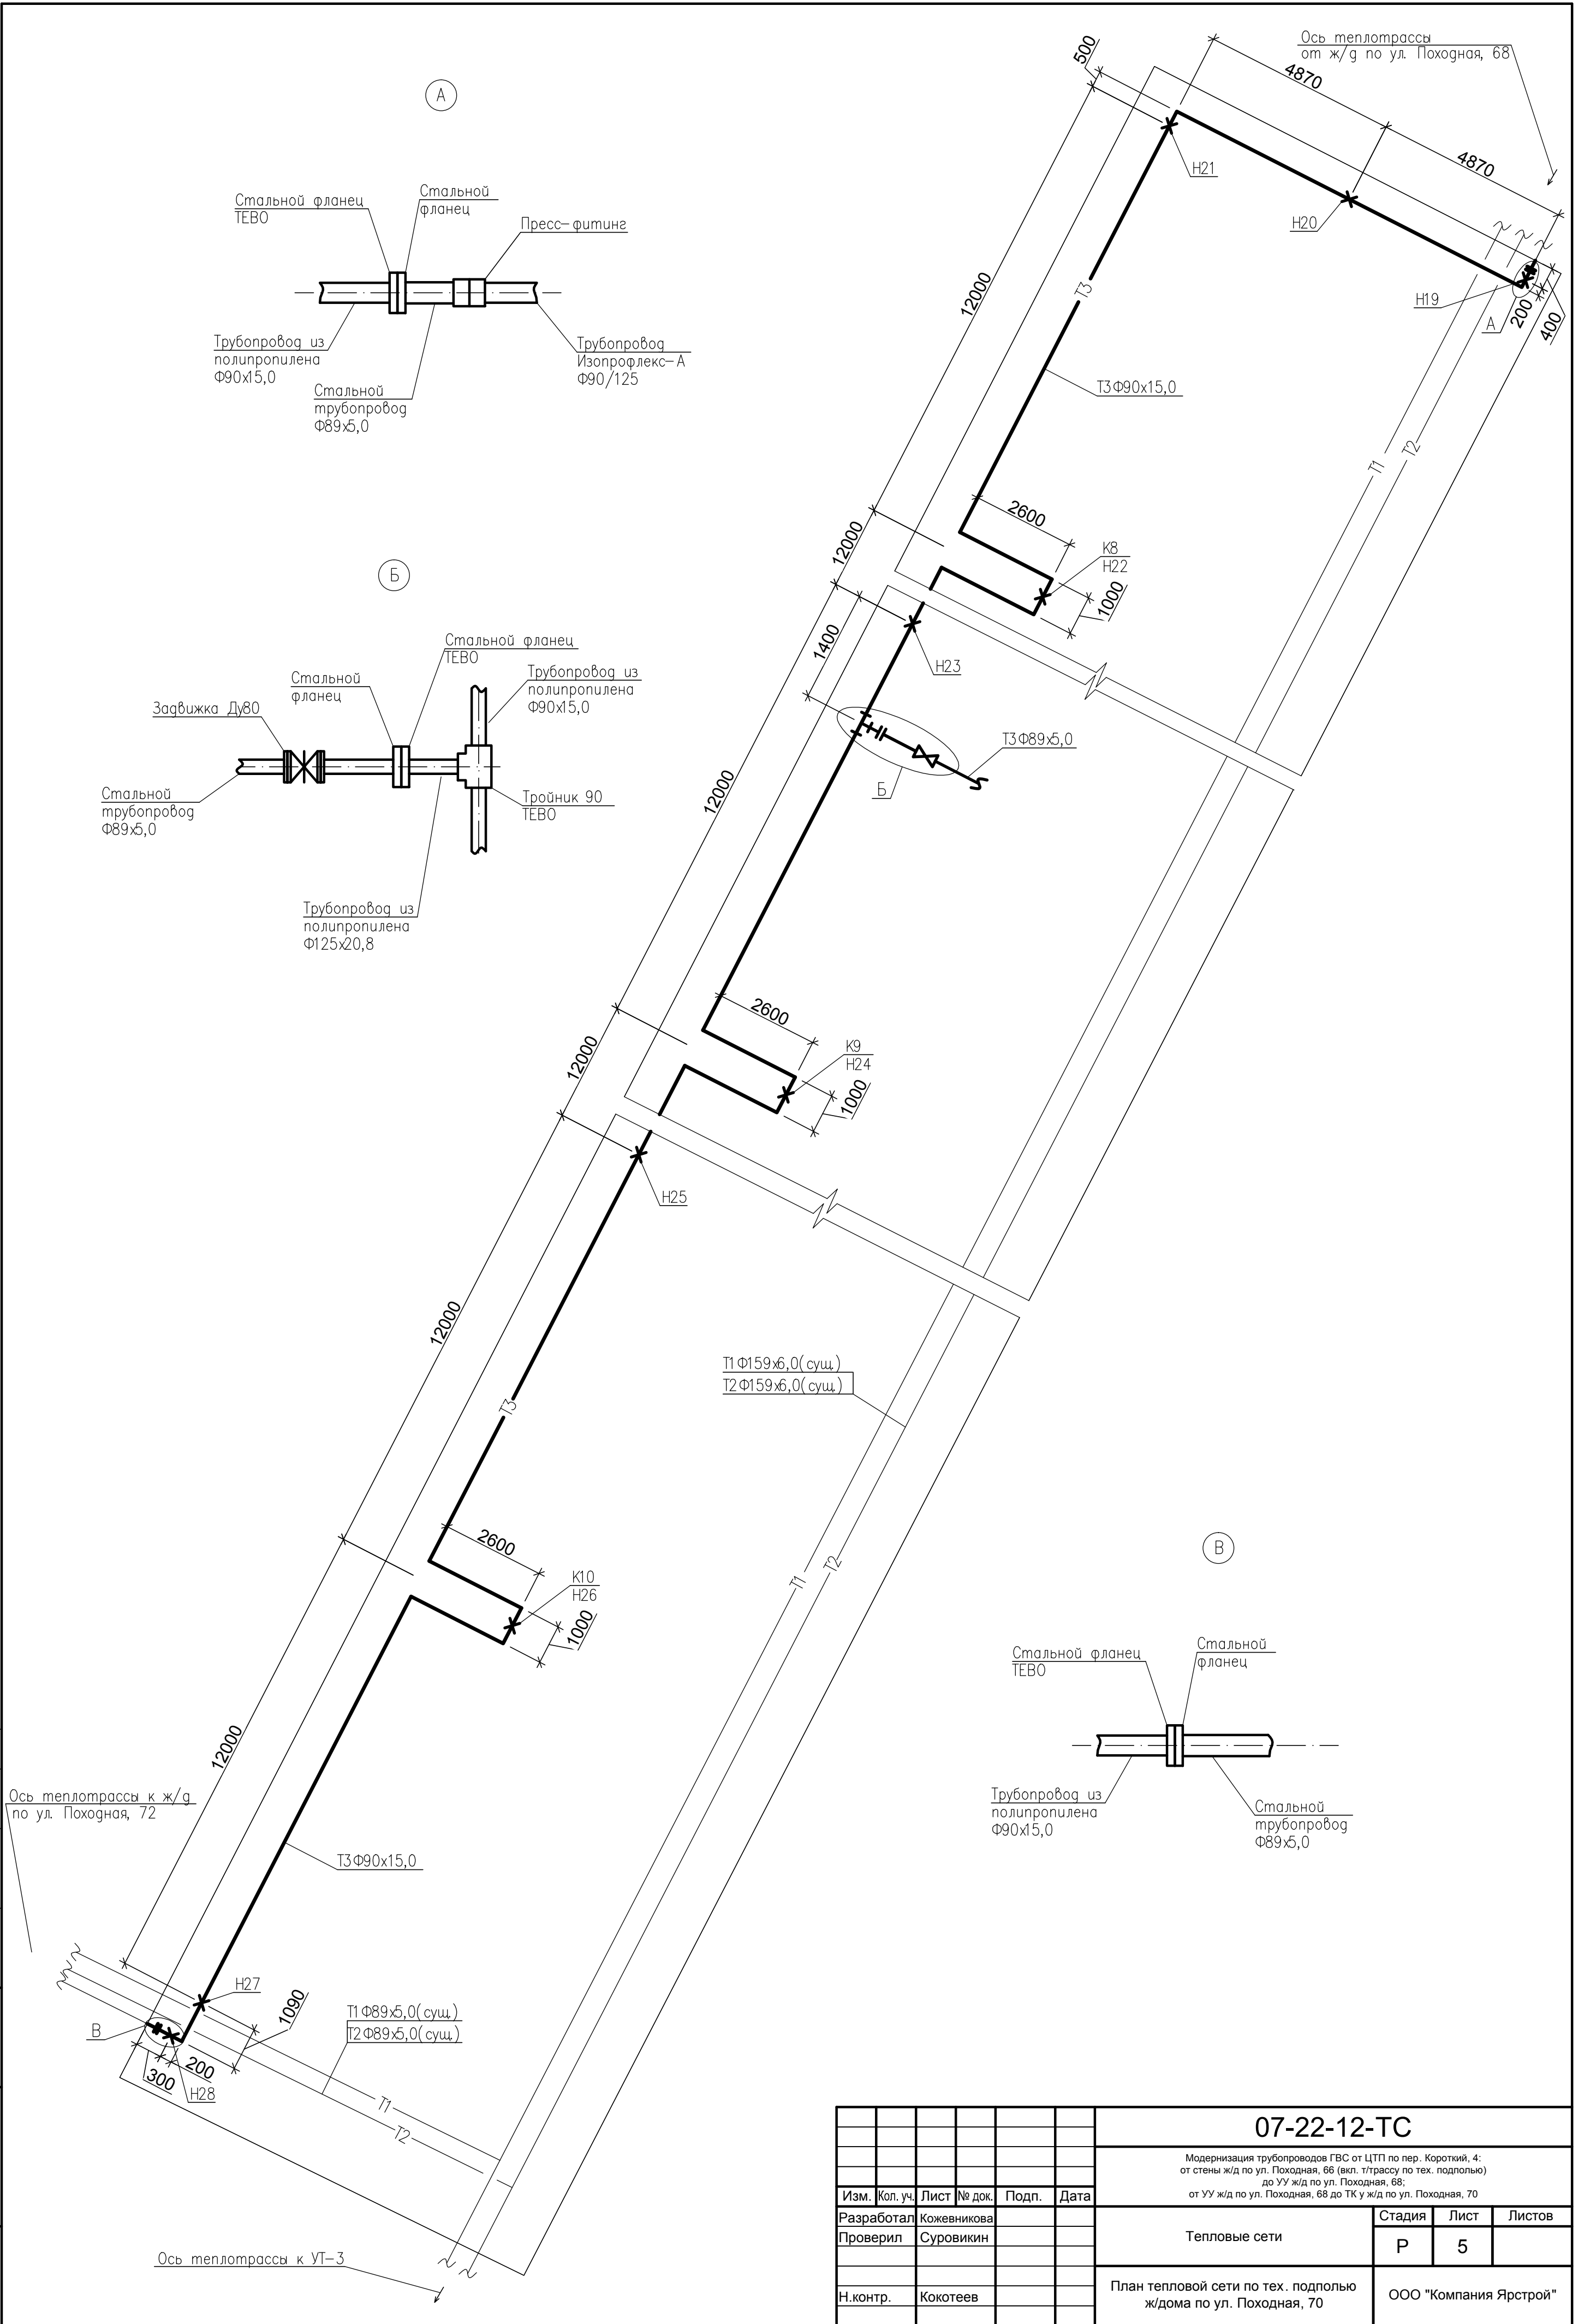 Ось теплотрассы
от ж/д по ул. Походная, 68
500
4870
4870
А
Стальной фланец
ТЕВО
Стальной
фланец
Пресс-фитинг
Трубопровод из
полипропилена
Ф90х15,0
Стальной
трубопровод
Ф89х5,0
Трубопровод
Изопрофлекс-А
Ф90/125
Н21
Н20
Н19
А
200
400
12000
Т3
Т3Ф90х15,0
Т1
Т2
2600
К8
Н22
1000
12000
1400
Н23
Б
Стальной фланец
ТЕВО
Стальной
фланец
Трубопровод из
полипропилена
Ф90х15,0
Задвижка Ду80
Стальной
трубопровод
Ф89х5,0
Тройник 90
ТЕВО
Трубопровод из
полипропилена
Ф125х20,8
Т3Ф89х5,0
Б
12000
2600
К9
Н24
1000
12000
Н25
12000
Т3
Т1Ф159х6,0(сущ.)
Т2Ф159х6,0(сущ.)
Т1
Т2
2600
К10
Н26
1000
В
Стальной фланец
ТЕВО
Стальной
фланец
Трубопровод из
полипропилена
Ф90х15,0
Стальной
трубопровод
Ф89х5,0
12000
Ось теплотрассы к ж/д
по ул. Походная, 72
Т3Ф90х15,0
Н27
1090
Т1Ф89х5,0(сущ.)
Т2Ф89х5,0(сущ.)
В
300
200
Н28
Т1
Т2
Ось теплотрассы к УТ-3
07-22-12-ТС
Модернизация трубопроводов ГВС от ЦТП по пер. Короткий, 4:
от стены ж/д по ул. Походная, 66 (вкл. т/трассу по тех. подполью)
до УУ ж/д по ул. Походная, 68;
от УУ ж/д по ул. Походная, 68 до ТК у ж/д по ул. Походная, 70
Изм. Кол. уч. Лист № док. Подп. Дата
Разработал Кожевникова
Проверил Суровикин
Н.контр. Кокотеев
Тепловые сети
Стадия Лист Листов
Р 5
План тепловой сети по тех. подполью
ж/дома по ул. Походная, 70
ООО "Компания Ярстрой"